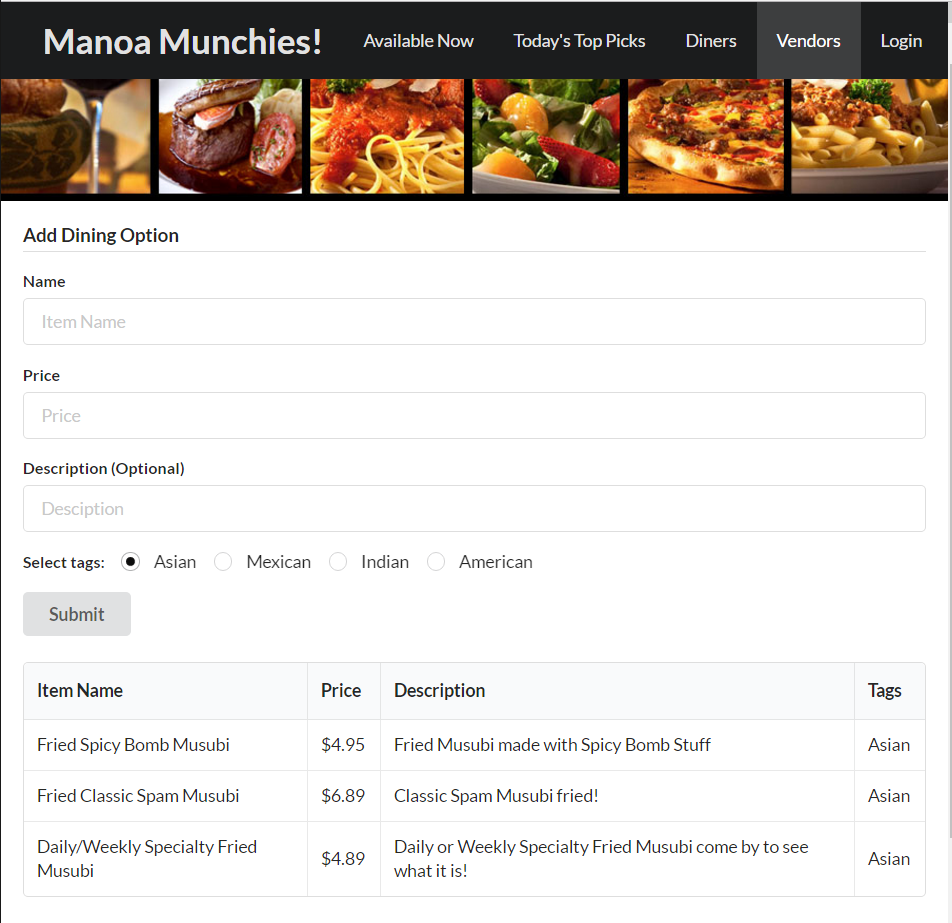 Manoa Munchies! Available Now Today's Top Picks Diners Vendors Login
Add Dining Option
Name
Item Name
Price
Price
Description (Optional)
Desciption
Select tags: Asian Mexican Indian American
Submit
Item Name Price Description Tags
Fried Spicy Bomb Musubi $4.95 Fried Musubi made with Spicy Bomb Stuff Asian
Fried Classic Spam Musubi $6.89 Classic Spam Musubi fried! Asian
Daily/Weekly Specialty Fried
Musubi
$4.89
Daily or Weekly Specialty Fried Musubi come by to see
what it is!
Asian